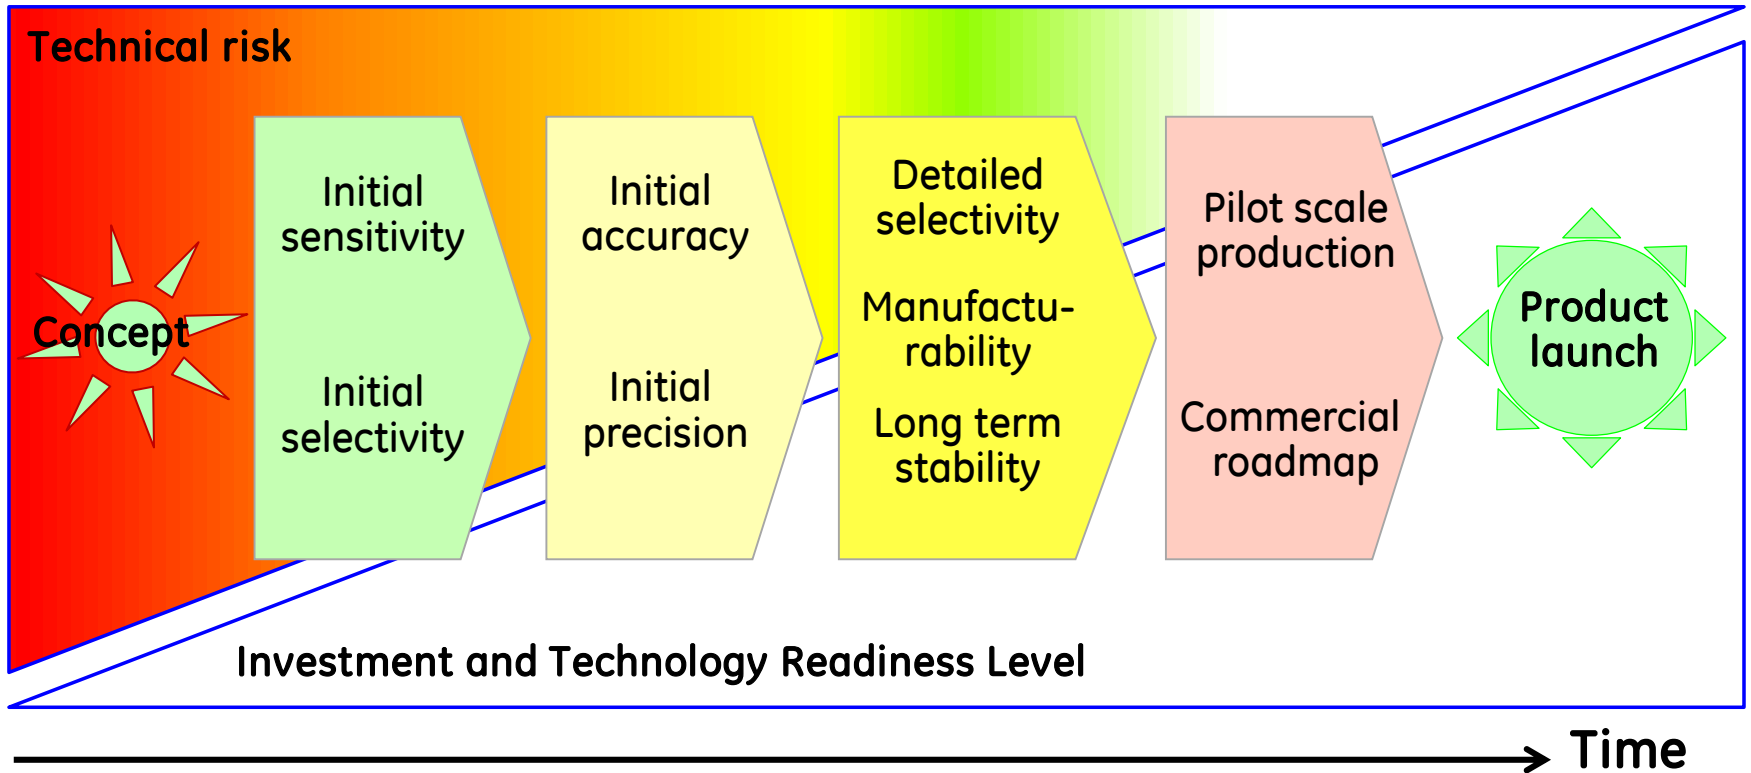 Technical risk
Concept
Initial
sensitivity
Initial
selectivity
Initial
accuracy
Initial
precision
Detailed
selectivity
Manufactu-
rability
Long term
stability
Pilot scale
production
Commercial
roadmap
Product
launch
Investment and Technology Readiness Level
Time